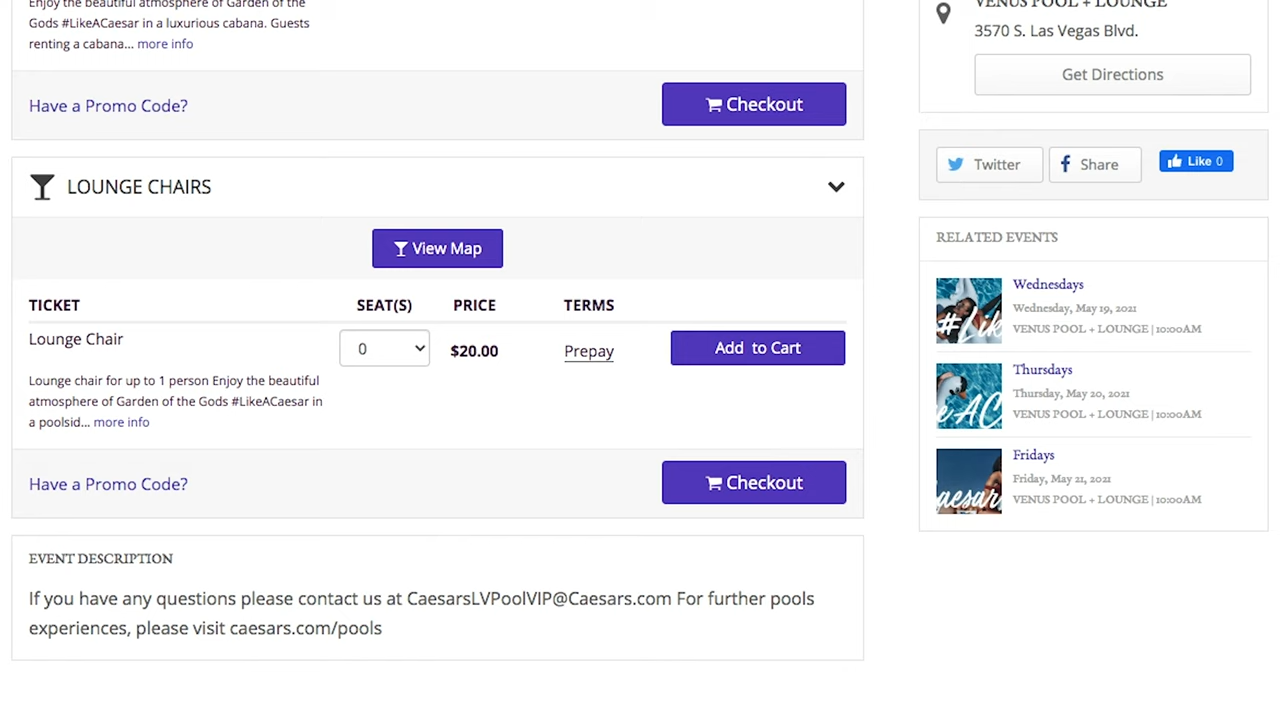 Enjoy the beautiful atmosphere of Garden of the
Gods #LikeACaesar in a luxurious cabana. Guests
renting a cabana... more info
Have a Promo Code?
Checkout
LOUNGE CHAIRS
View Map
TICKET SEAT(S) PRICE TERMS
Lounge Chair 0 $20.00 Prepay Add to Cart
Lounge chair for up to 1 person Enjoy the beautiful
atmosphere of Garden of the Gods #LikeACaesar in
a poolsid... more info
Have a Promo Code?
Checkout
EVENT DESCRIPTION
If you have any questions please contact us at CaesarsLVPoolVIP@Caesars.com For further pools
experiences, please visit caesars.com/pools
VENUS POOL + LOUNGE
3570 S. Las Vegas Blvd.
Get Directions
Twitter Share Like 0
RELATED EVENTS
Wednesdays
Wednesday, May 19, 2021
VENUS POOL + LOUNGE | 10:00AM
Thursdays
Thursday, May 20, 2021
VENUS POOL + LOUNGE | 10:00AM
Fridays
Friday, May 21, 2021
VENUS POOL + LOUNGE | 10:00AM